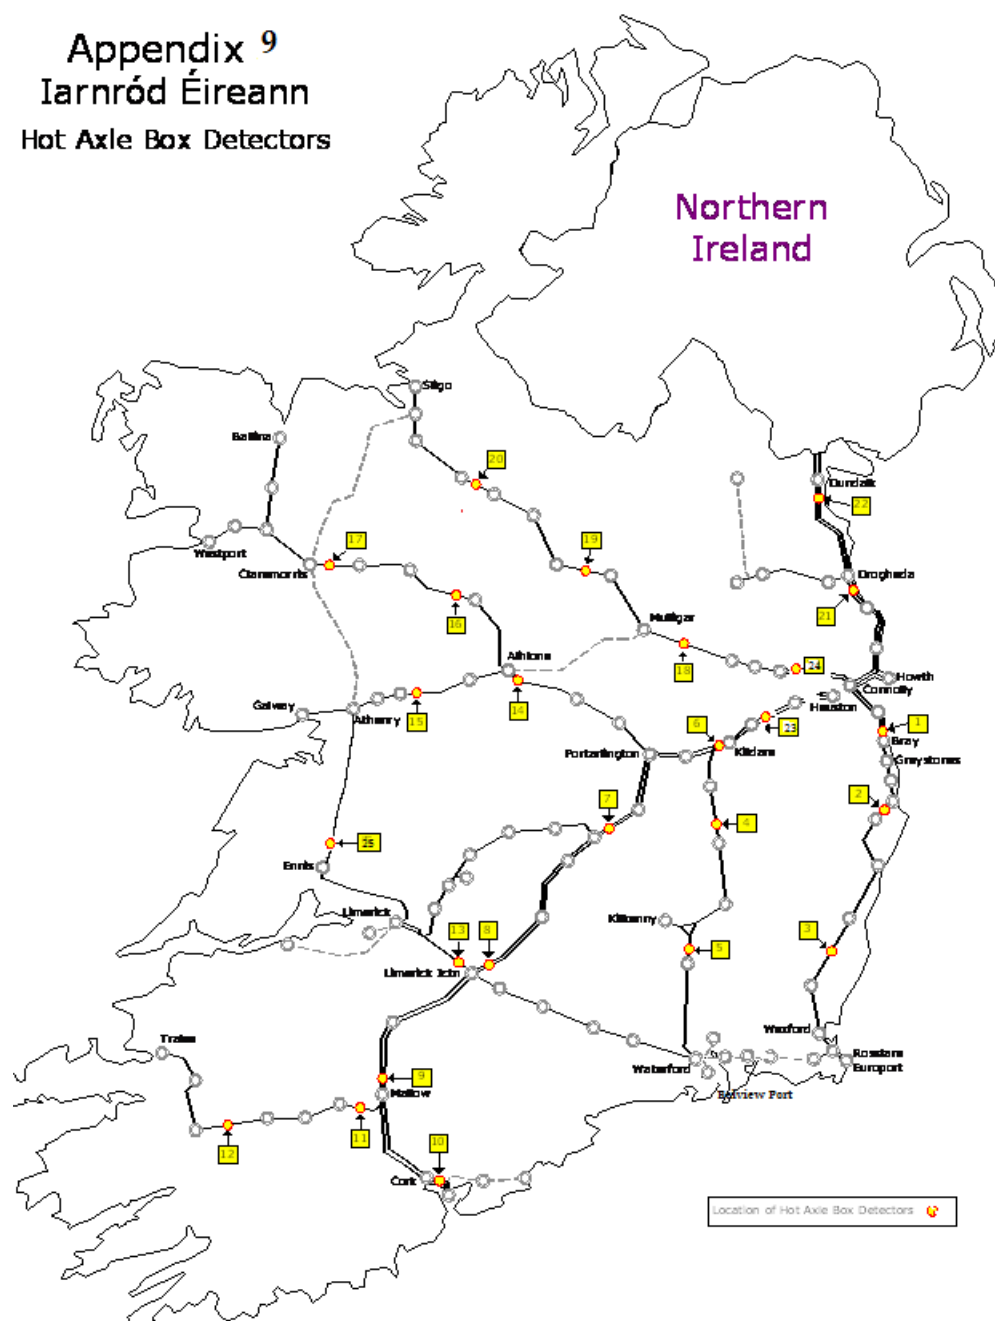 Appendix 9
Iarnród Éireann
Hot Axle Box Detectors
Northern
Ireland
Sligo
Ballina
20
Dundalk
22
Westport
17
19
Claremorris
Drogheda
16
21
Mullingar
18
Athlone
24
Howth
Connolly
Heuston
Galway
Athenry
15
14
6
23
1
Bray
Portarlington
Kildare
Greystones
7
2
4
25
Ennis
Limerick
Kilkenny
13
8
5
3
Limerick Jctn
Wexford
Tralee
Rosslare
Europort
Waterford
9
Mallow
Belview Port
11
12
10
Cork
Location of Hot Axle Box Detectors